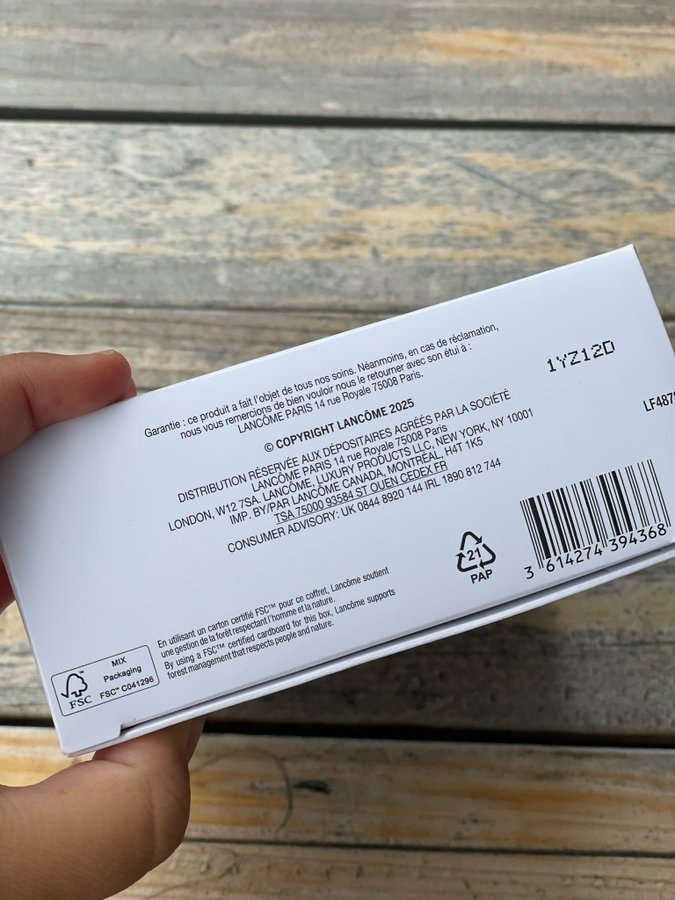 Garantie : ce produit a fait l'objet de tous nos soins. Néanmoins, en cas de réclamation,
nous vous remercions de bien vouloir nous le retourner avec son étui à :
LANCÔME PARIS 14 rue Royale 75008 Paris.
© COPYRIGHT LANCÔME 2025
DISTRIBUTION RÉSERVÉE AUX DÉPOSITAIRES AGRÉÉS PAR LA SOCIÉTÉ
LANCÔME PARIS 14 rue Royale 75008 Paris
LONDON, W12 7SA. LANCÔME, LUXURY PRODUCTS LLC, NEW YORK, NY 10001
IMP. BY/PAR LANCÔME CANADA, MONTRÉAL, H4T 1K5
TSA 75000 93584 ST OUEN CEDEX FR
CONSUMER ADVISORY: UK 0844 8920 144 IRL 1890 812 744
1YZ12D
21
PAP
3 614274 394368
En utilisant un carton certifié FSC™ pour ce coffret, Lancôme soutient
une gestion de la forêt respectant l'homme et la nature.
By using a FSC™ certified cardboard for this box, Lancôme supports
forest management that respects people and nature.
FSC
MIX
Packaging
FSC™ C041296